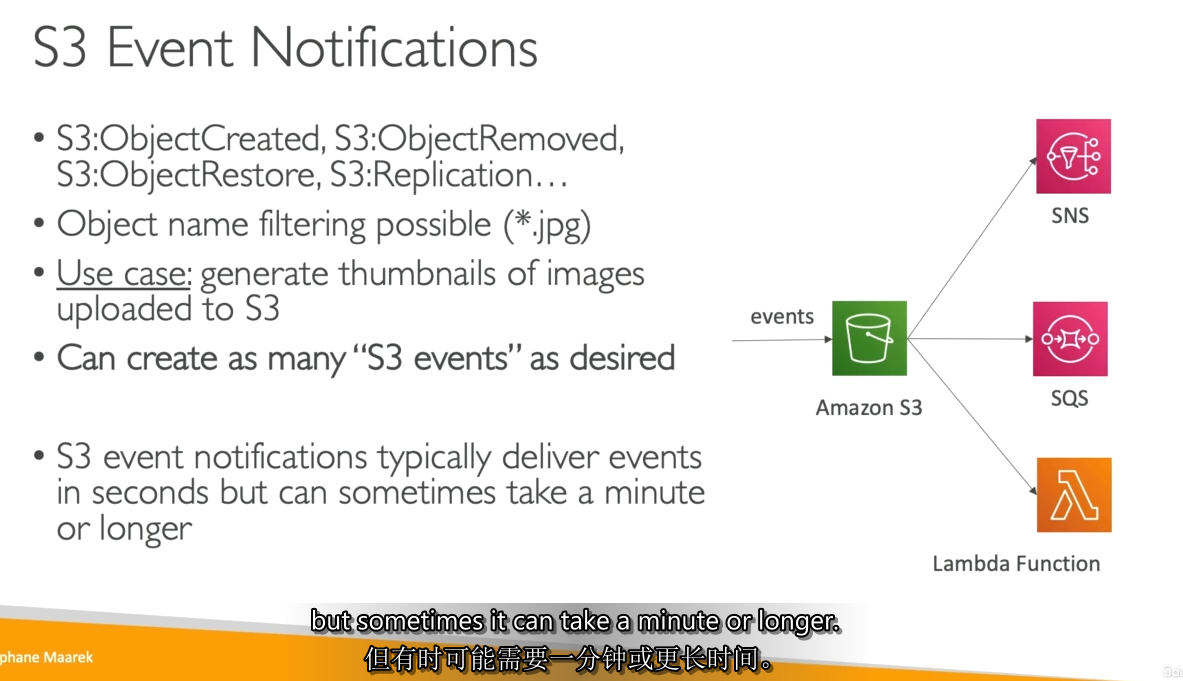 S3 Event Notifications
• S3:ObjectCreated, S3:ObjectRemoved,
S3:ObjectRestore, S3:Replication…
• Object name filtering possible (*.jpg)
• Use case: generate thumbnails of images
uploaded to S3
• Can create as many “S3 events” as desired
• S3 event notifications typically deliver events
in seconds but can sometimes take a minute
or longer
events
Amazon S3
SNS
SQS
Lambda Function
but sometimes it can take a minute or longer.
但有时可能需要一分钟或更长时间。
phane Maarek